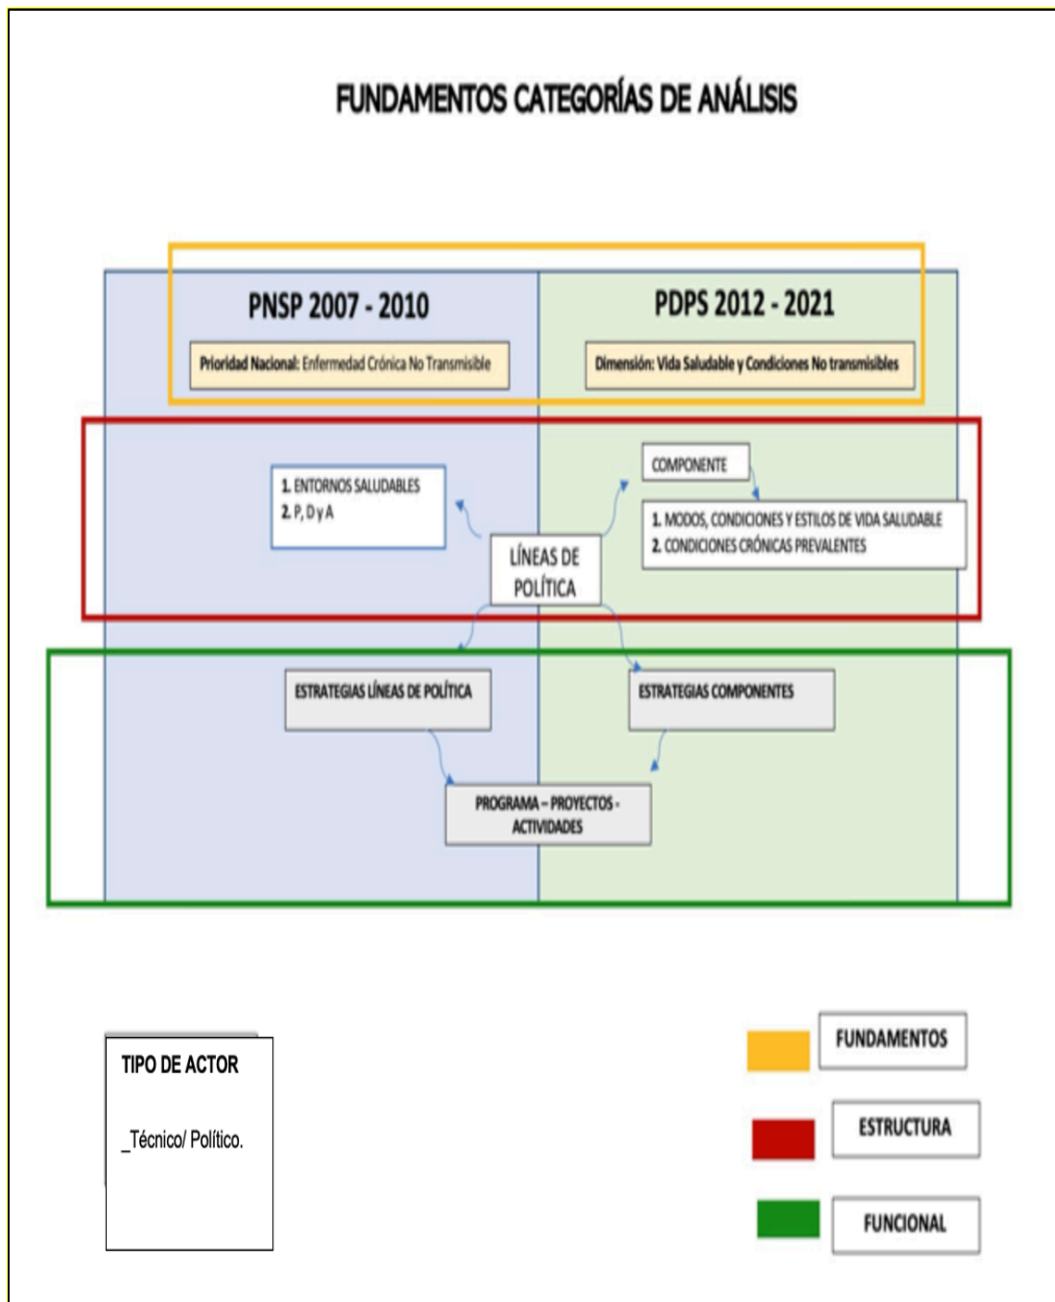 FUNDAMENTOS CATEGORÍAS DE ANÁLISIS
PNSP 2007 - 2010
Prioridad Nacional: Enfermedad Crónica No Transmisible
PDPS 2012 - 2021
Dimensión: Vida Saludable y Condiciones No transmisibles
1. ENTORNOS SALUDABLES
2. P, D y A
COMPONENTE
1. MODOS, CONDICIONES Y ESTILOS DE VIDA SALUDABLE
2. CONDICIONES CRÓNICAS PREVALENTES
LÍNEAS DE
POLÍTICA
ESTRATEGIAS LÍNEAS DE POLÍTICA
ESTRATEGIAS COMPONENTES
PROGRAMA – PROYECTOS -
ACTIVIDADES
TIPO DE ACTOR
_Técnico/ Político.
FUNDAMENTOS
ESTRUCTURA
FUNCIONAL